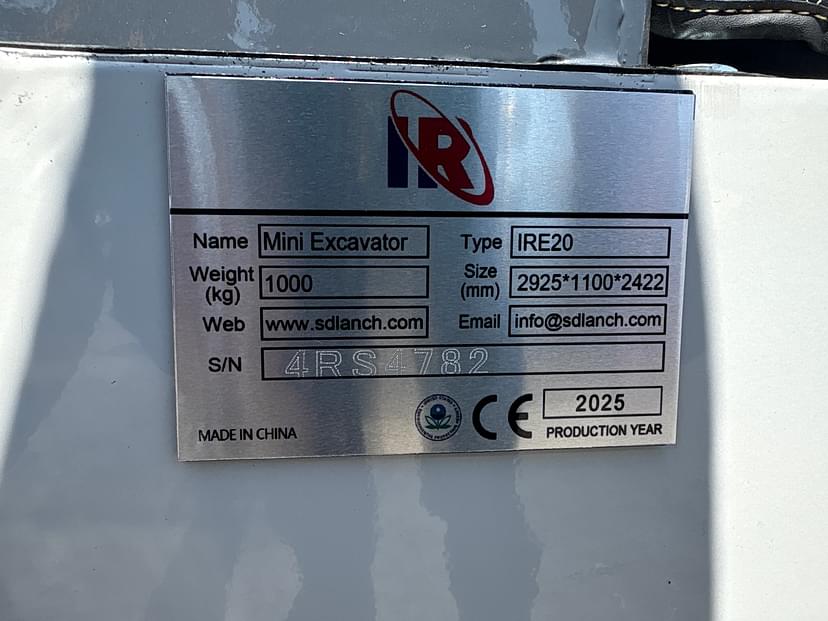 IR
Name Mini Excavator Type IRE20
Weight (kg) 1000 Size (mm) 2925*1100*2422
Web www.sdlanch.com Email info@sdlanch.com
S/N 4RS4782
CE 2025
MADE IN CHINA PRODUCTION YEAR